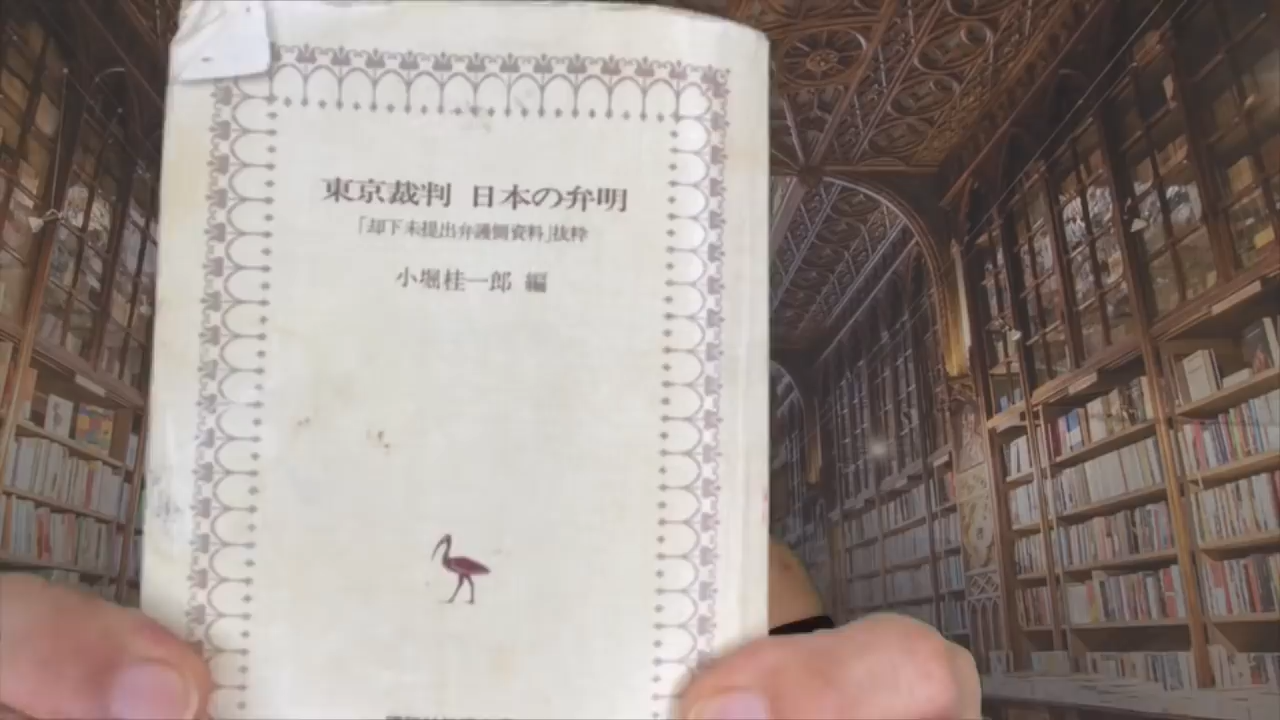 東京裁判 日本の弁明
「却下未提出弁護側資料」抜粋
小堀桂一郎 編